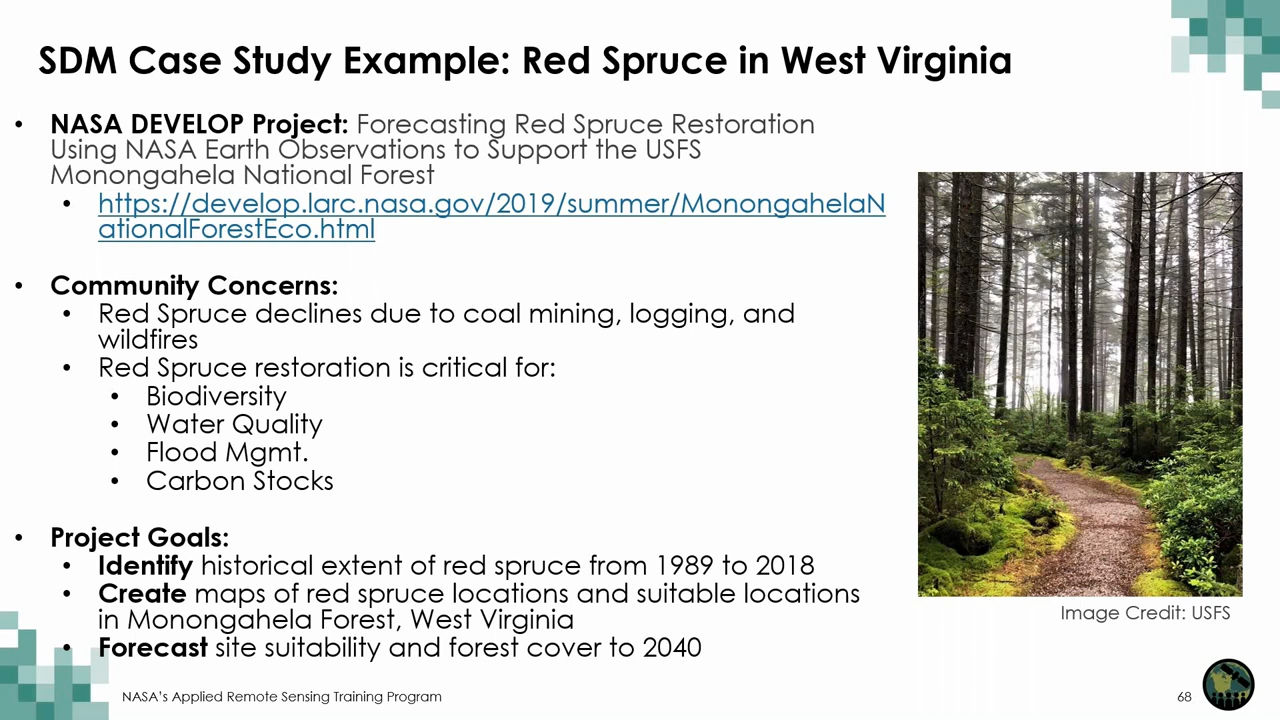 SDM Case Study Example: Red Spruce in West Virginia
• NASA DEVELOP Project: Forecasting Red Spruce Restoration
Using NASA Earth Observations to Support the USFS
Monongahela National Forest
• https://develop.larc.nasa.gov/2019/summer/MonongahelaN
ationalForestEco.html
• Community Concerns:
• Red Spruce declines due to coal mining, logging, and
wildfires
• Red Spruce restoration is critical for:
• Biodiversity
• Water Quality
• Flood Mgmt.
• Carbon Stocks
• Project Goals:
• Identify historical extent of red spruce from 1989 to 2018
• Create maps of red spruce locations and suitable locations
in Monongahela Forest, West Virginia
• Forecast site suitability and forest cover to 2040
Image Credit: USFS
NASA's Applied Remote Sensing Training Program
68